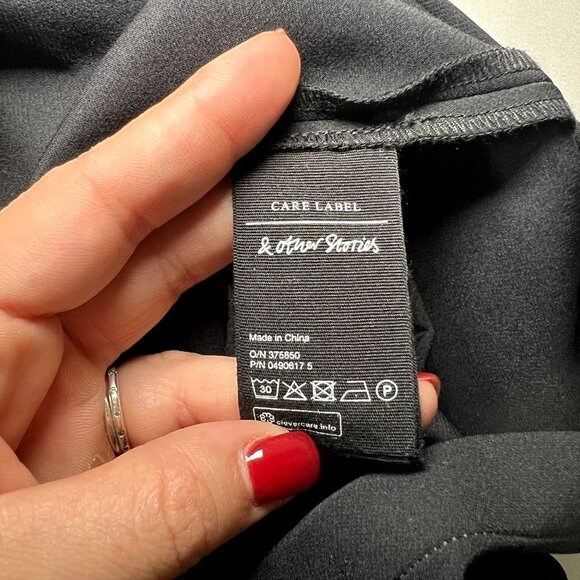 CARE LABEL
& other Stories
Made in China
O/N 375850
P/N 0490617 5
30 P
clevercare.info